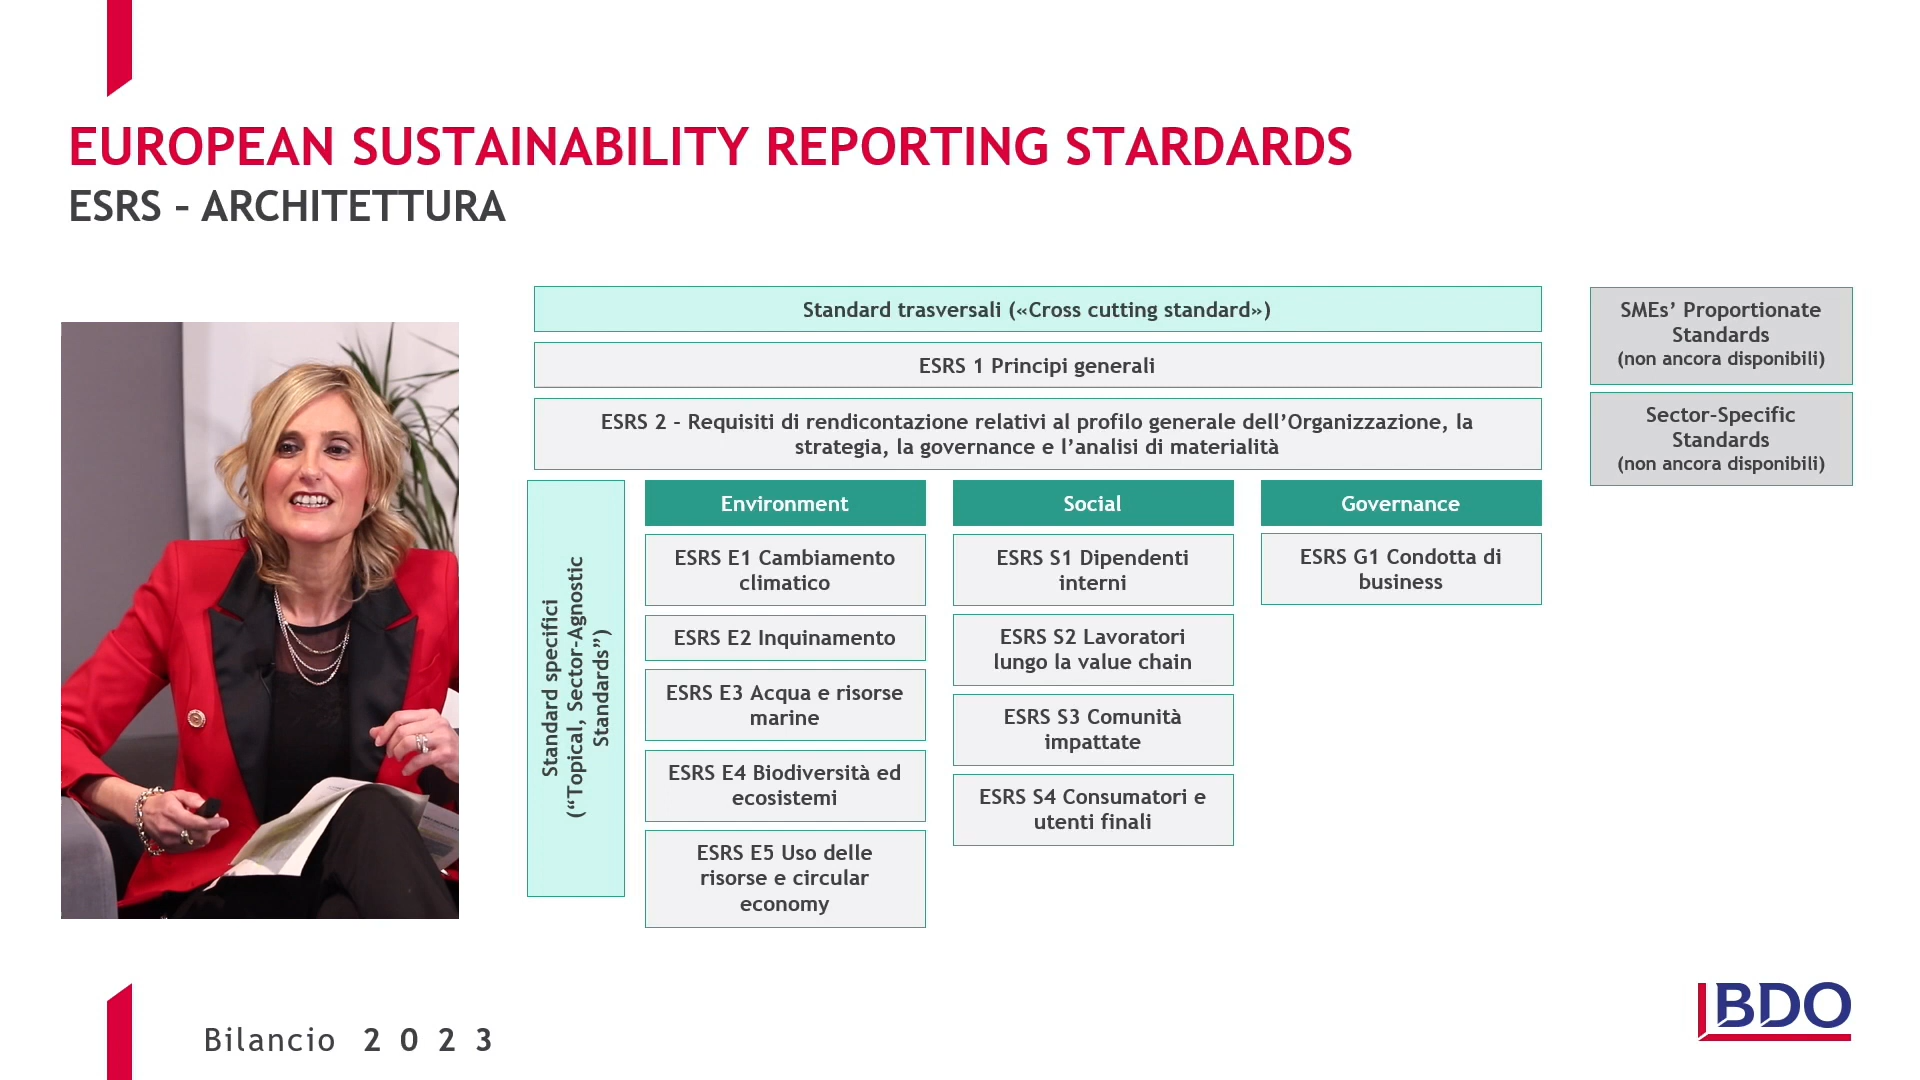 EUROPEAN SUSTAINABILITY REPORTING STARDARDS
ESRS – ARCHITETTURA
Standard trasversali («Cross cutting standard»)
ESRS 1 Principi generali
ESRS 2 - Requisiti di rendicontazione relativi al profilo generale dell’Organizzazione, la
strategia, la governance e l’analisi di materialità
SMEs’ Proportionate
Standards
(non ancora disponibili)
Sector-Specific
Standards
(non ancora disponibili)
Standard specifici
(“Topical, Sector-Agnostic
Standards”)
Environment
ESRS E1 Cambiamento
climatico
ESRS E2 Inquinamento
ESRS E3 Acqua e risorse
marine
ESRS E4 Biodiversità ed
ecosistemi
ESRS E5 Uso delle
risorse e circular
economy
Social
ESRS S1 Dipendenti
interni
ESRS S2 Lavoratori
lungo la value chain
ESRS S3 Comunità
impattate
ESRS S4 Consumatori e
utenti finali
Governance
ESRS G1 Condotta di
business
Bilancio 2023
BDO